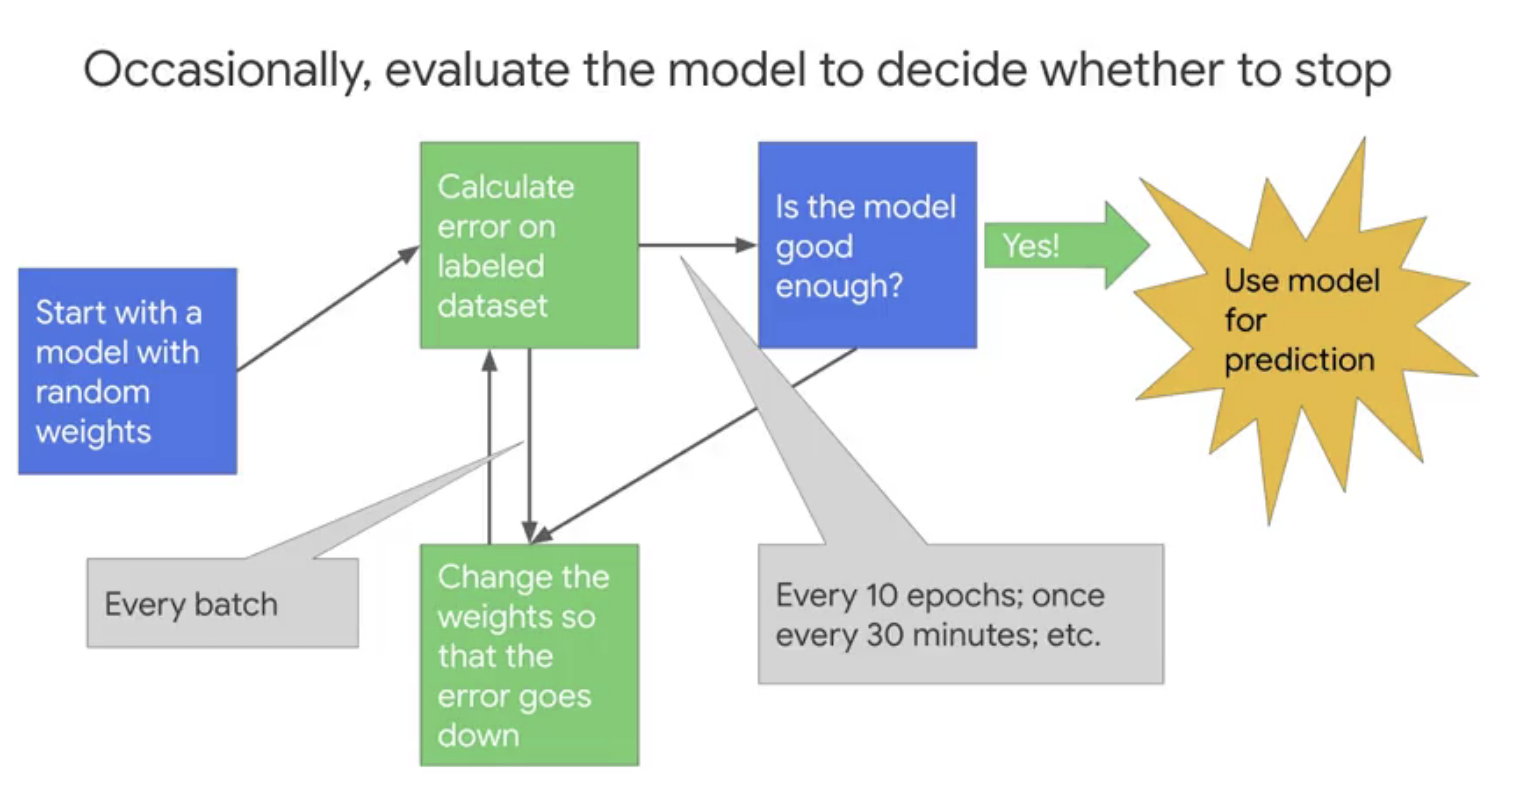 Occasionally, evaluate the model to decide whether to stop
Start with a
model with
random
weights
Calculate
error on
labeled
dataset
Is the model
good
enough?
Yes!
Use model
for
prediction
Every batch
Change the
weights so
that the
error goes
down
Every 10 epochs; once
every 30 minutes; etc.